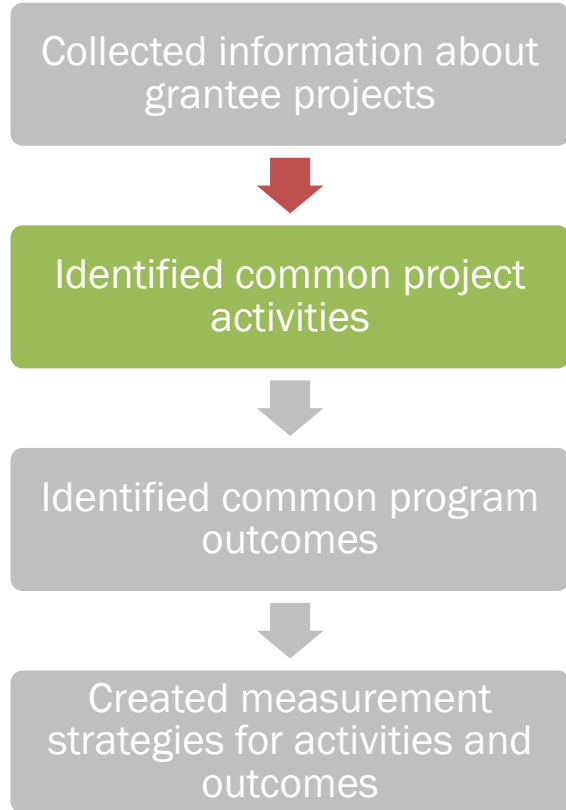 Collected information about
grantee projects
Identified common project
activities
Identified common program
outcomes
Created measurement
strategies for activities and
outcomes